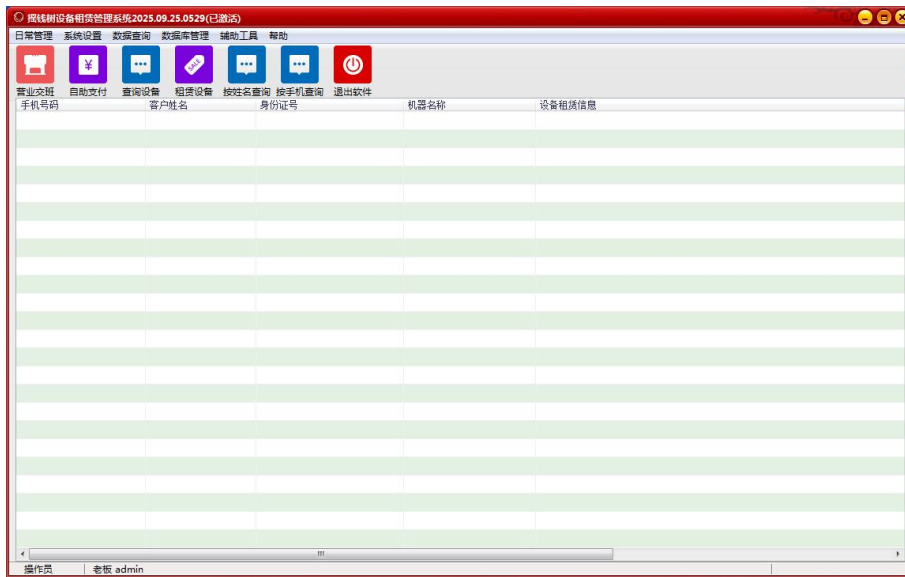 摇钱树设备租赁管理系统2025.09.25.0529(已激活)
日常管理 系统设置 数据查询 数据库管理 辅助工具 帮助
¥ SALE
营业交班 自助支付 查询设备 租赁设备 按姓名查询 按手机查询 退出软件
手机号码 客户姓名 身份证号 机器名称 设备租赁信息
操作员 老板 admin